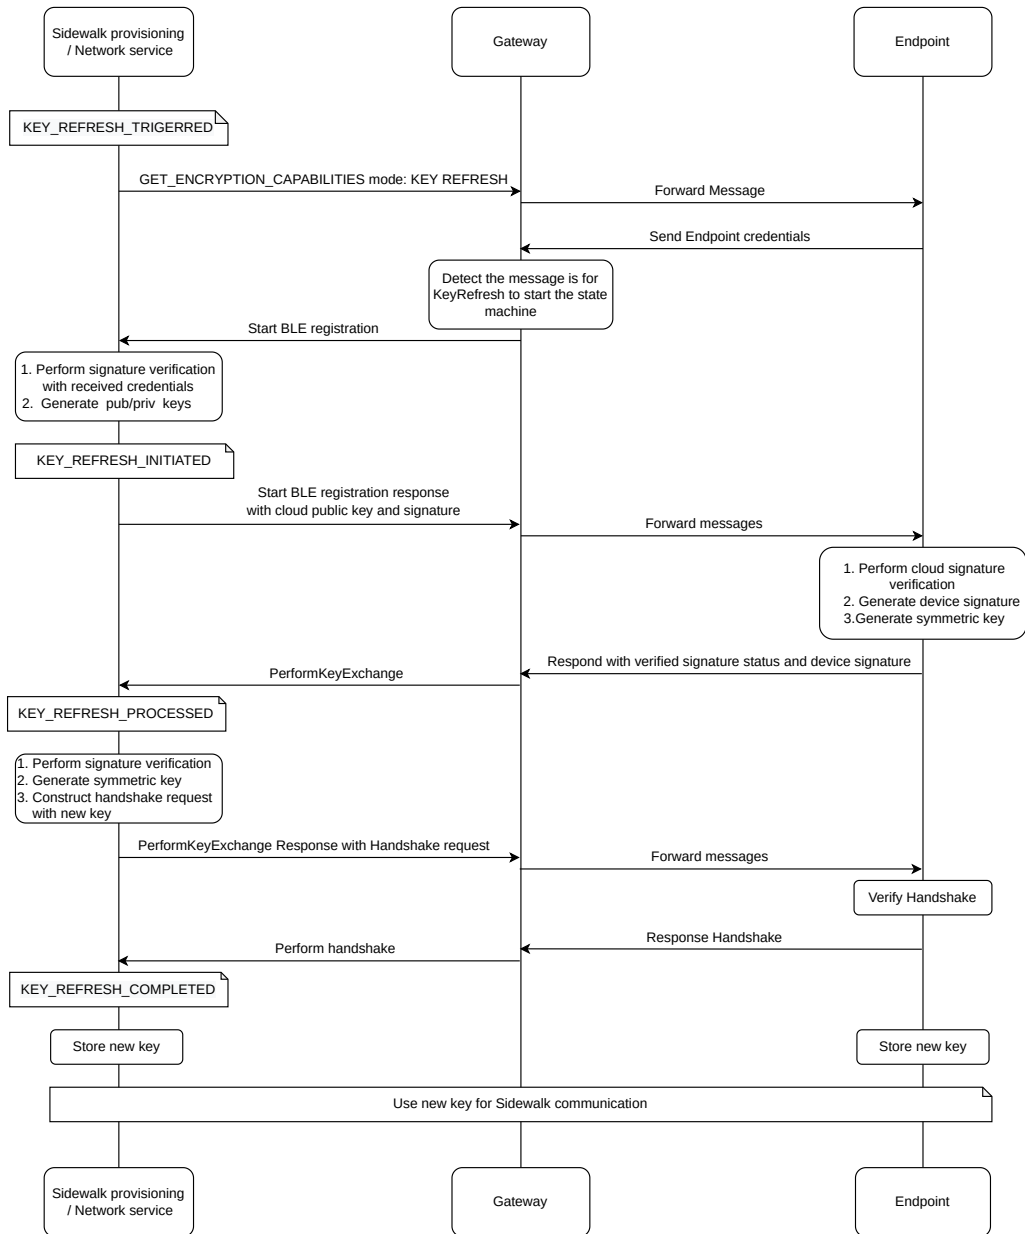 Sidewalk provisioning
/ Network service
Gateway
Endpoint
KEY_REFRESH_TRIGERRED
GET_ENCRYPTION_CAPABILITIES mode: KEY REFRESH
Forward Message
Send Endpoint credentials
Detect the message is for
KeyRefresh to start the state
machine
Start BLE registration
1. Perform signature verification
with received credentials
2. Generate pub/priv keys
KEY_REFRESH_INITIATED
Start BLE registration response
with cloud public key and signature
Forward messages
1. Perform cloud signature
verification
2. Generate device signature
3.Generate symmetric key
Respond with verified signature status and device signature
PerformKeyExchange
KEY_REFRESH_PROCESSED
1. Perform signature verification
2. Generate symmetric key
3. Construct handshake request
with new key
PerformKeyExchange Response with Handshake request
Forward messages
Verify Handshake
Response Handshake
Perform handshake
KEY_REFRESH_COMPLETED
Store new key
Store new key
Use new key for Sidewalk communication
Sidewalk provisioning
/ Network service
Gateway
Endpoint